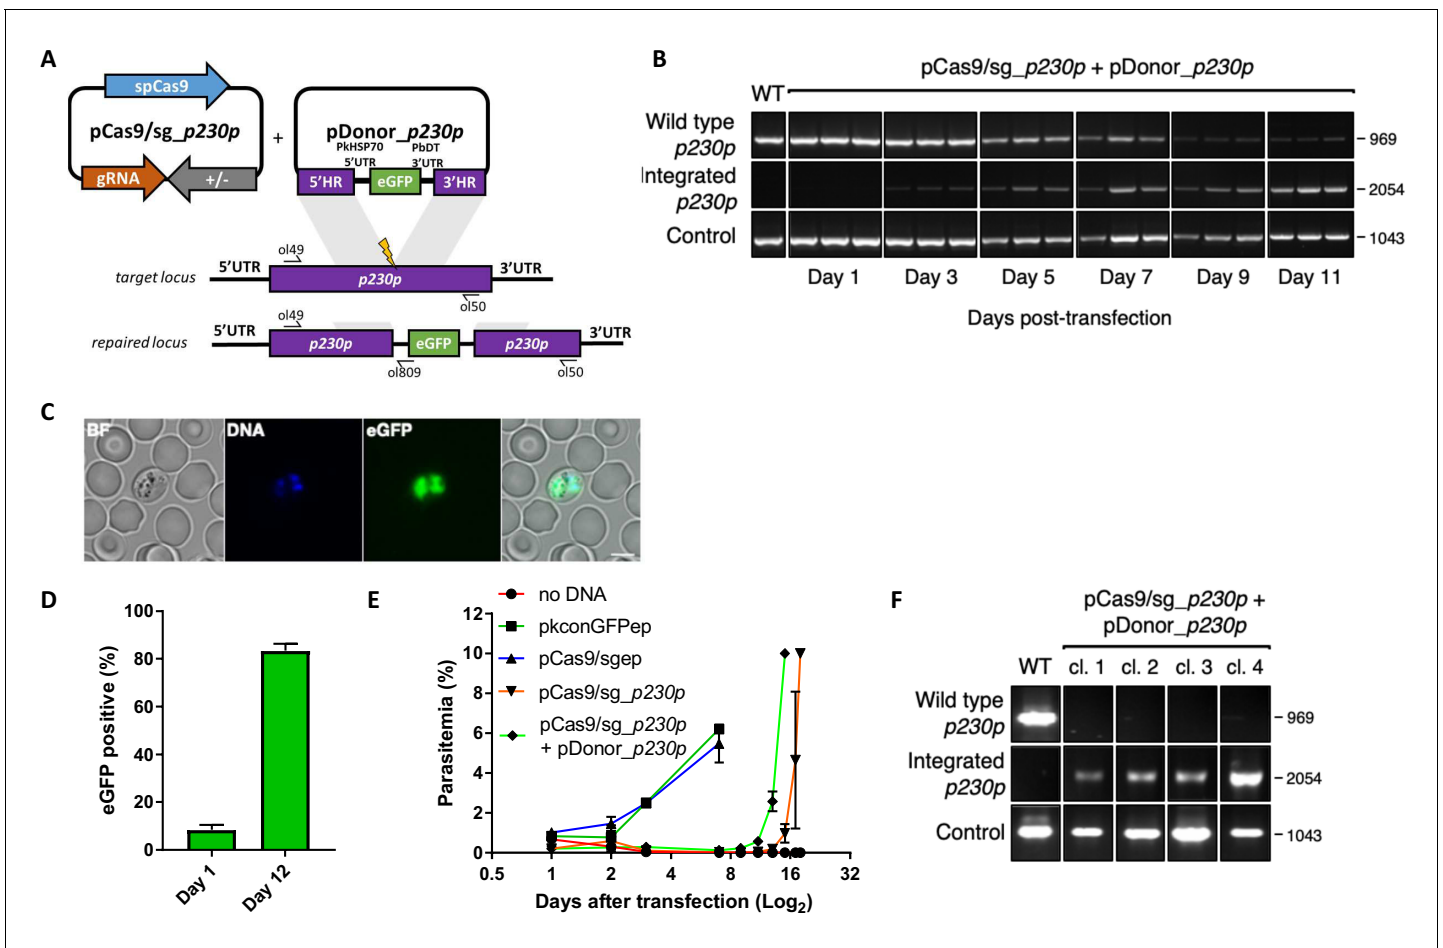 A
spCas9
pCas9/sg_p230p
gRNA
+/-
+
pDonor_p230p
PkHSP70 PbDT
5'UTR 3'UTR
5'HR eGFP 3'HR
ol49
target locus
5'UTR p230p 3'UTR
ol50
ol49
repaired locus
5'UTR p230p eGFP p230p 3'UTR
ol809 ol50
B
pCas9/sg_p230p + pDonor_p230p
WT
Wild type
p230p
969
Integrated
p230p
2054
Control
1043
Day 1 Day 3 Day 5 Day 7 Day 9 Day 11
Days post-transfection
C
BF DNA eGFP
D
eGFP positive (%)
100
80
60
40
20
0
Day 1 Day 12
E
no DNA
pkconGFPep
pCas9/sgep
pCas9/sg_p230p
pCas9/sg_p230p
+ pDonor_p230p
Parasitemia (%)
12
10
8
6
4
2
0
0.5 1 2 4 8 16 32
Days after transfection (Log2)
F
pCas9/sg_p230p +
pDonor_p230p
WT cl. 1 cl. 2 cl. 3 cl. 4
Wild type
p230p
969
Integrated
p230p
2054
Control
1043